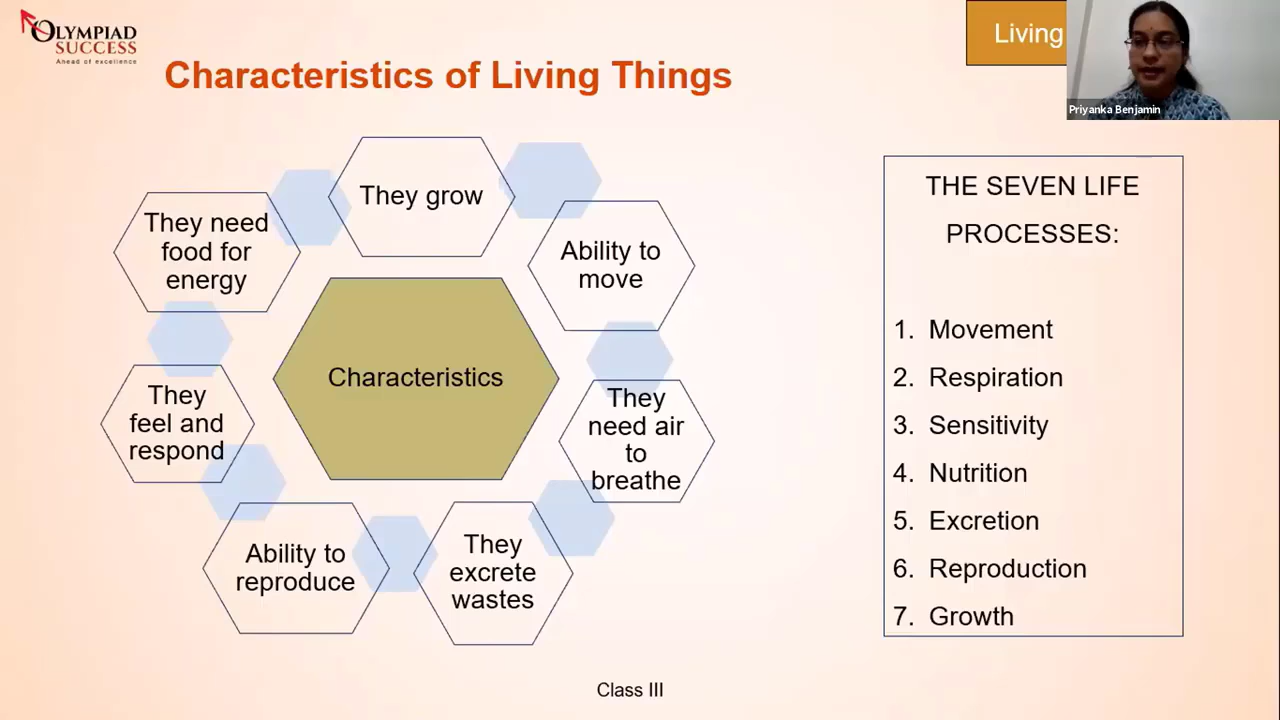 OLYMPIAD
SUCCESS
Ahead of excellence
Characteristics of Living Things
Living
Priyanka Benjamin
They grow
Ability to
move
They
need air
to
breathe
They
excrete
wastes
Ability to
reproduce
They
feel and
respond
They need
food for
energy
Characteristics
THE SEVEN LIFE
PROCESSES:
1. Movement
2. Respiration
3. Sensitivity
4. Nutrition
5. Excretion
6. Reproduction
7. Growth
Class III